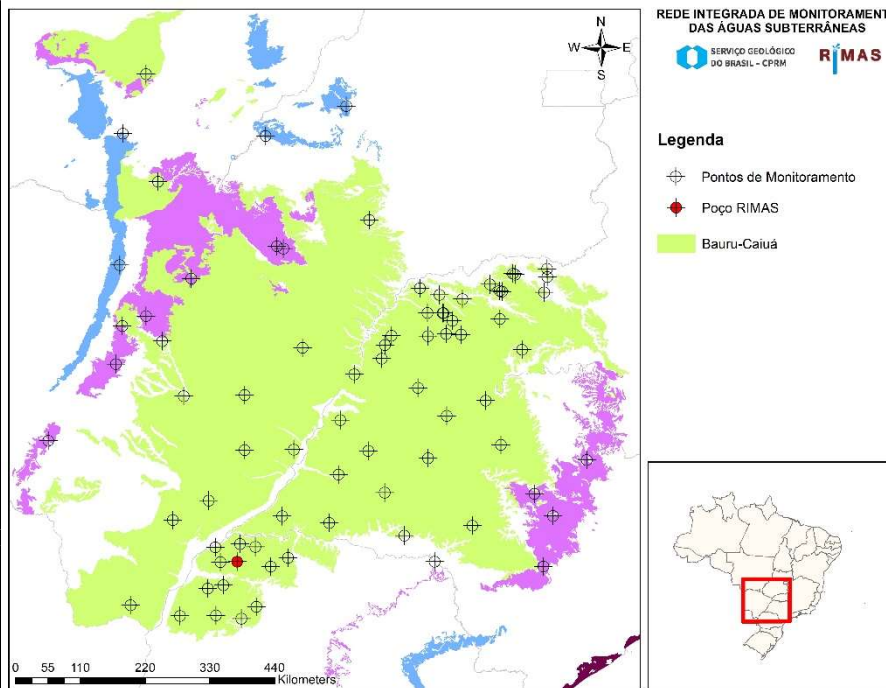 REDE INTEGRADA DE MONITORAMENT
DAS ÁGUAS SUBTERRÂNEAS
SERVIÇO GEOLÓGICO
DO BRASIL - CPRM
RIMAS
N
W E
S
Legenda
Pontos de Monitoramento
Poço RIMAS
Bauru-Caiuá
0 55 110 220 330 440
Kilometers